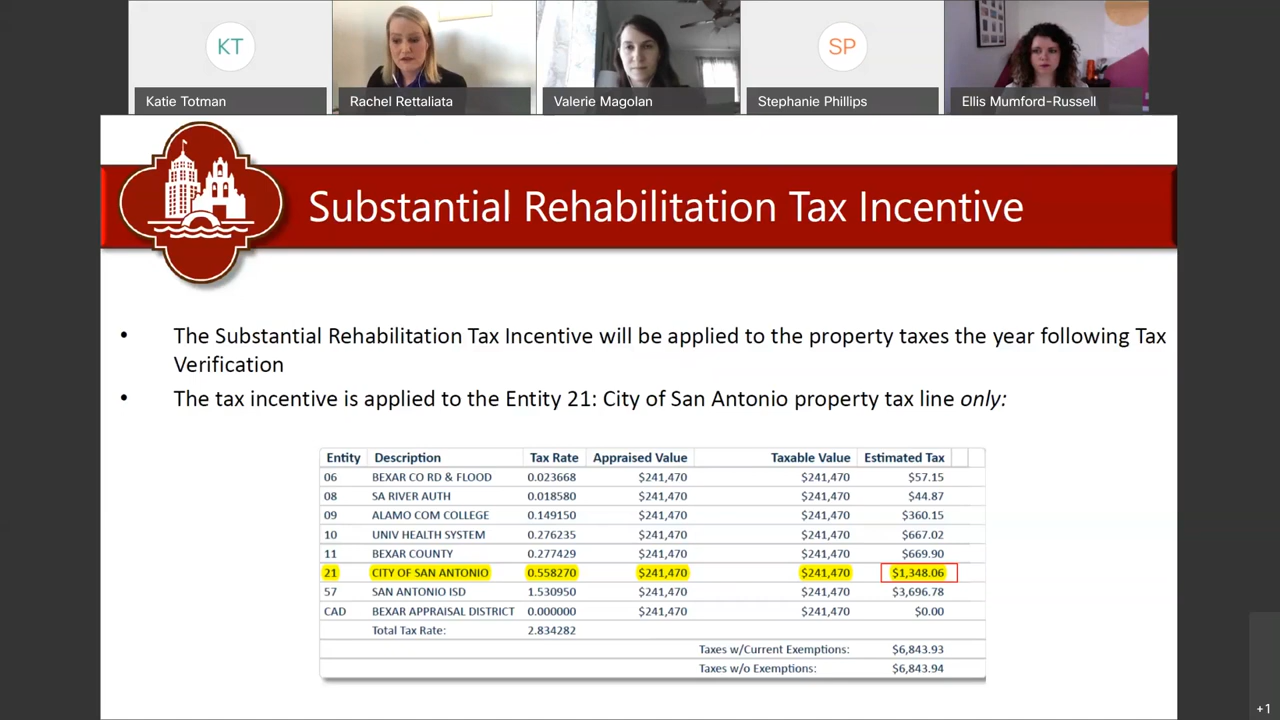 KT
SP
Katie Totman
Rachel Rettaliata
Valerie Magolan
Stephanie Phillips
Ellis Mumford-Russell
Substantial Rehabilitation Tax Incentive
• The Substantial Rehabilitation Tax Incentive will be applied to the property taxes the year following Tax
Verification
• The tax incentive is applied to the Entity 21: City of San Antonio property tax line only:
Entity Description Tax Rate Appraised Value Taxable Value Estimated Tax
06 BEXAR CO RD & FLOOD 0.023668 $241,470 $241,470 $57.15
08 SA RIVER AUTH 0.018580 $241,470 $241,470 $44.87
09 ALAMO COM COLLEGE 0.149150 $241,470 $241,470 $360.15
10 UNIV HEALTH SYSTEM 0.276235 $241,470 $241,470 $667.02
11 BEXAR COUNTY 0.277429 $241,470 $241,470 $669.90
21 CITY OF SAN ANTONIO 0.558270 $241,470 $241,470 $1,348.06
57 SAN ANTONIO ISD 1.530950 $241,470 $241,470 $3,696.78
CAD BEXAR APPRAISAL DISTRICT 0.000000 $241,470 $241,470 $0.00
Total Tax Rate: 2.834282
Taxes w/Current Exemptions: $6,843.93
Taxes w/o Exemptions: $6,843.94
+1